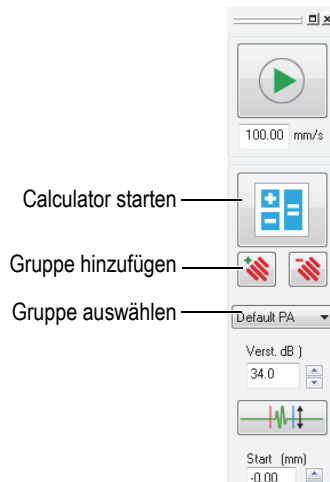 100.00 mm/s
Calculator starten
Gruppe hinzufügen
Gruppe auswählen
Default PA
Verst. dB )
34.0
Start (mm)
-0.00